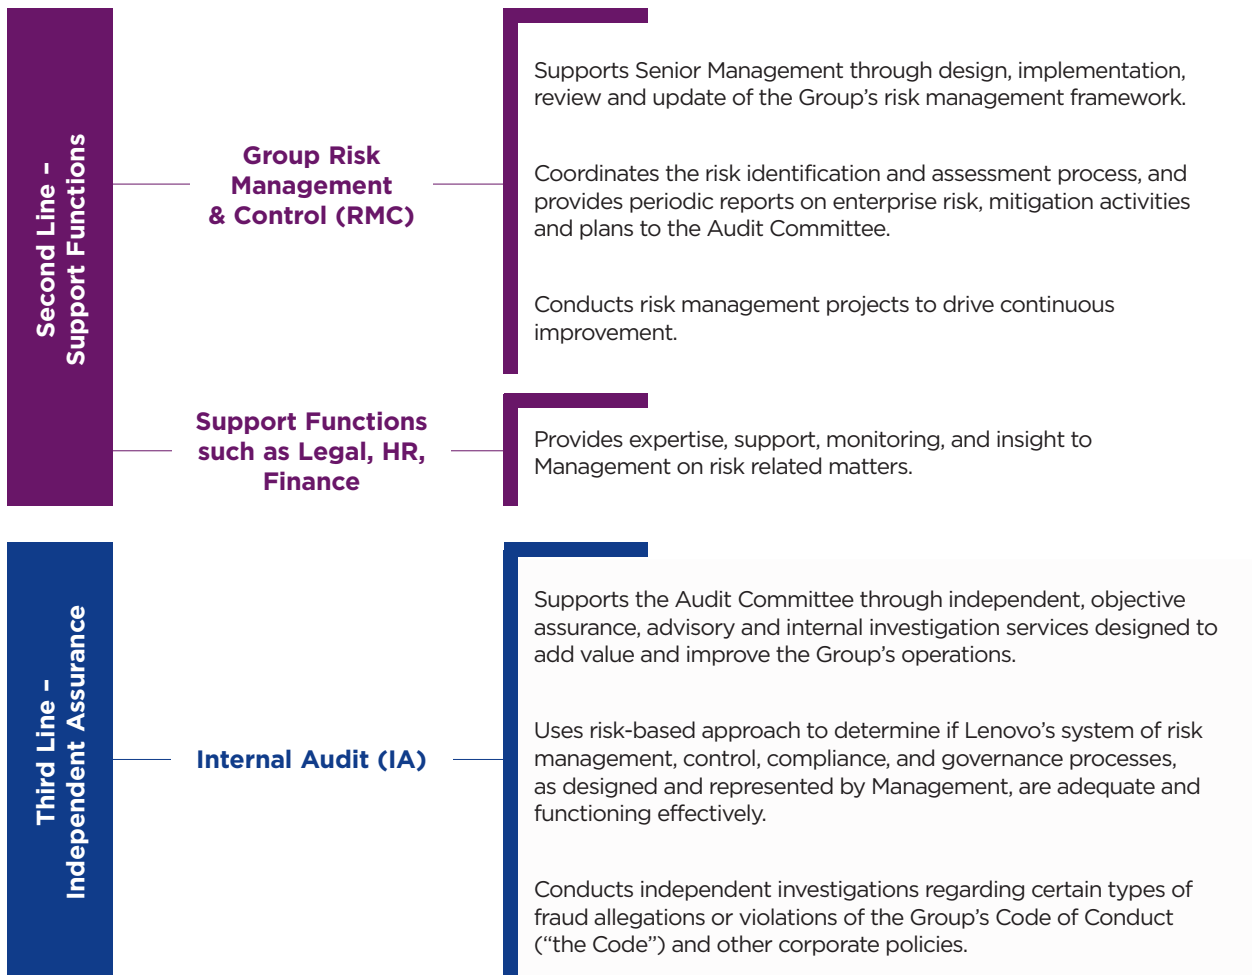 Second Line –
Support Functions
Group Risk
Management
& Control (RMC)
Supports Senior Management through design, implementation,
review and update of the Group’s risk management framework.
Coordinates the risk identification and assessment process, and
provides periodic reports on enterprise risk, mitigation activities
and plans to the Audit Committee.
Conducts risk management projects to drive continuous
improvement.
Support Functions
such as Legal, HR,
Finance
Provides expertise, support, monitoring, and insight to
Management on risk related matters.
Third Line –
Independent Assurance
Internal Audit (IA)
Supports the Audit Committee through independent, objective
assurance, advisory and internal investigation services designed to
add value and improve the Group’s operations.
Uses risk-based approach to determine if Lenovo’s system of risk
management, control, compliance, and governance processes,
as designed and represented by Management, are adequate and
functioning effectively.
Conducts independent investigations regarding certain types of
fraud allegations or violations of the Group’s Code of Conduct
(“the Code”) and other corporate policies.